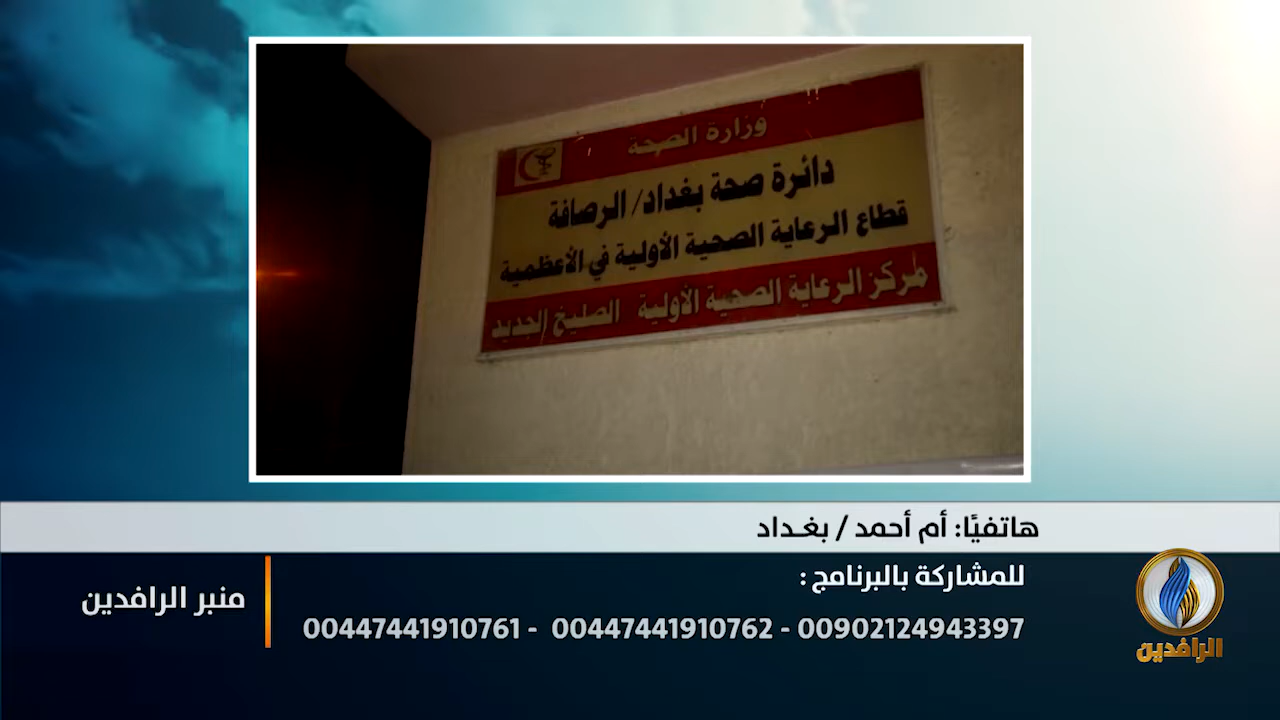 وزارة الصحة
دائرة صحة بغداد/ الرصافة
قطاع الرعاية الصحية الأولية في الأعظمية
مركز الرعاية الصحية الأولية الصليخ الجديد
هاتفيًا: أم أحمد / بغـداد
للمشاركة بالبرنامج :
00447441910761 - 00447441910762 - 00902124943397
منبر الرافدين
الرافدين